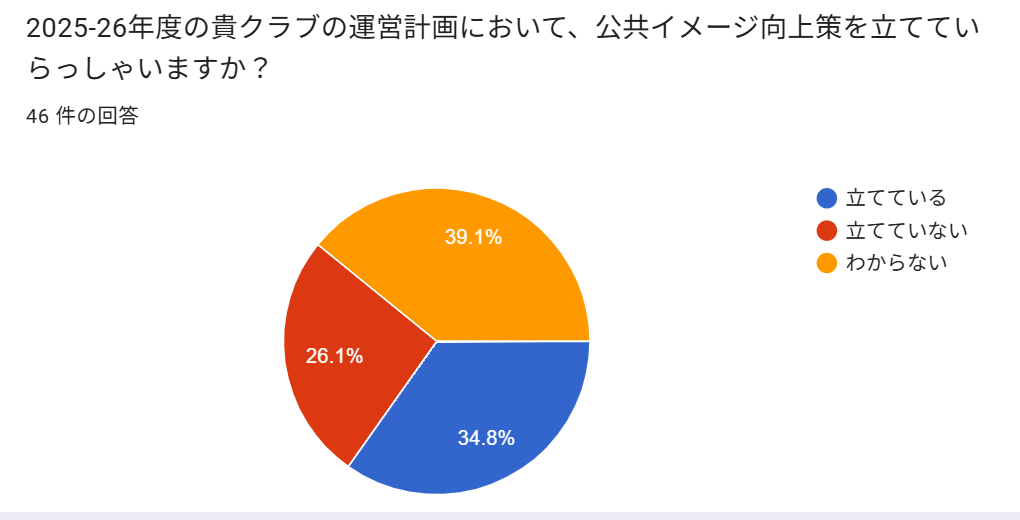 2025-26年度の貴クラブの運営計画において、公共イメージ向上策を立ててい
らっしゃいますか？
46 件の回答
立てている
立てていない
わからない
39.1%
26.1%
34.8%